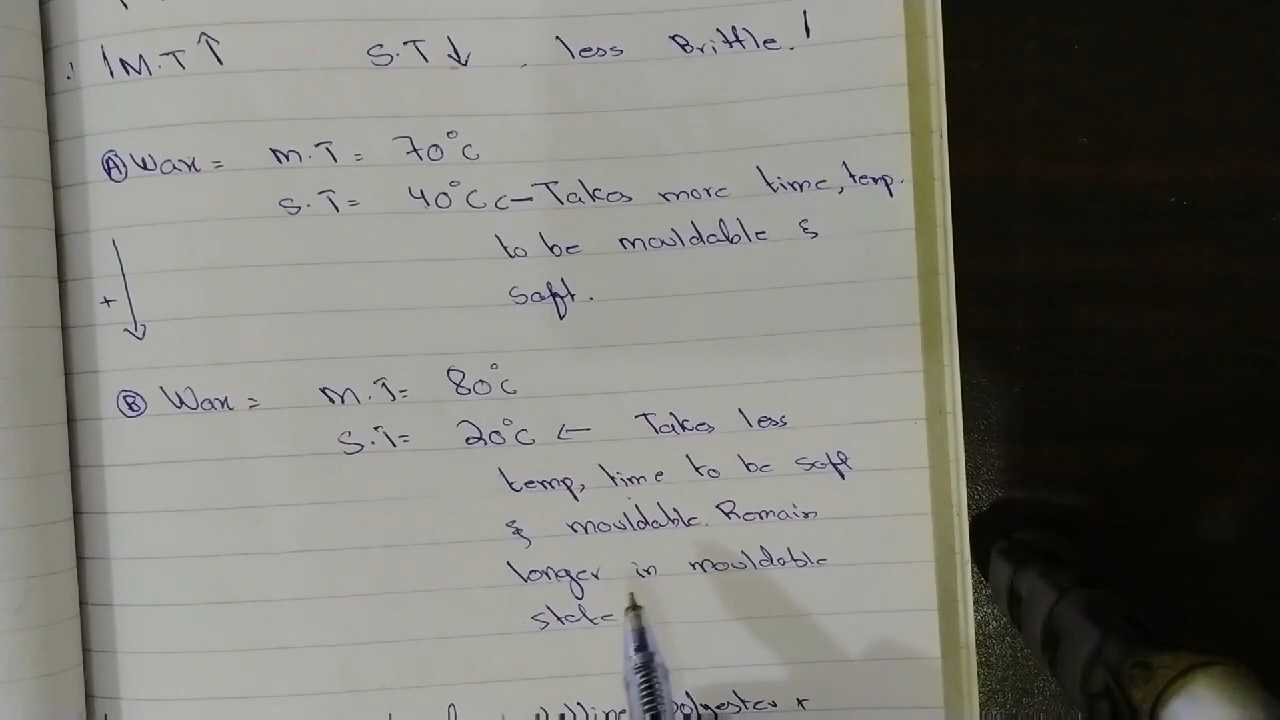 ∴ M.T ↑ S.T ↓ , less Brittle.
Ⓐ Wax = M.T = 70°C
S.T = 40°C ← Takes more time, temp.
to be mouldable &
soft.
+
Ⓑ Wax = M.T = 80°C
S.T = 20°C ← Takes less
temp, time to be soft
& mouldable. Remain
longer in mouldable
state
Polyester +